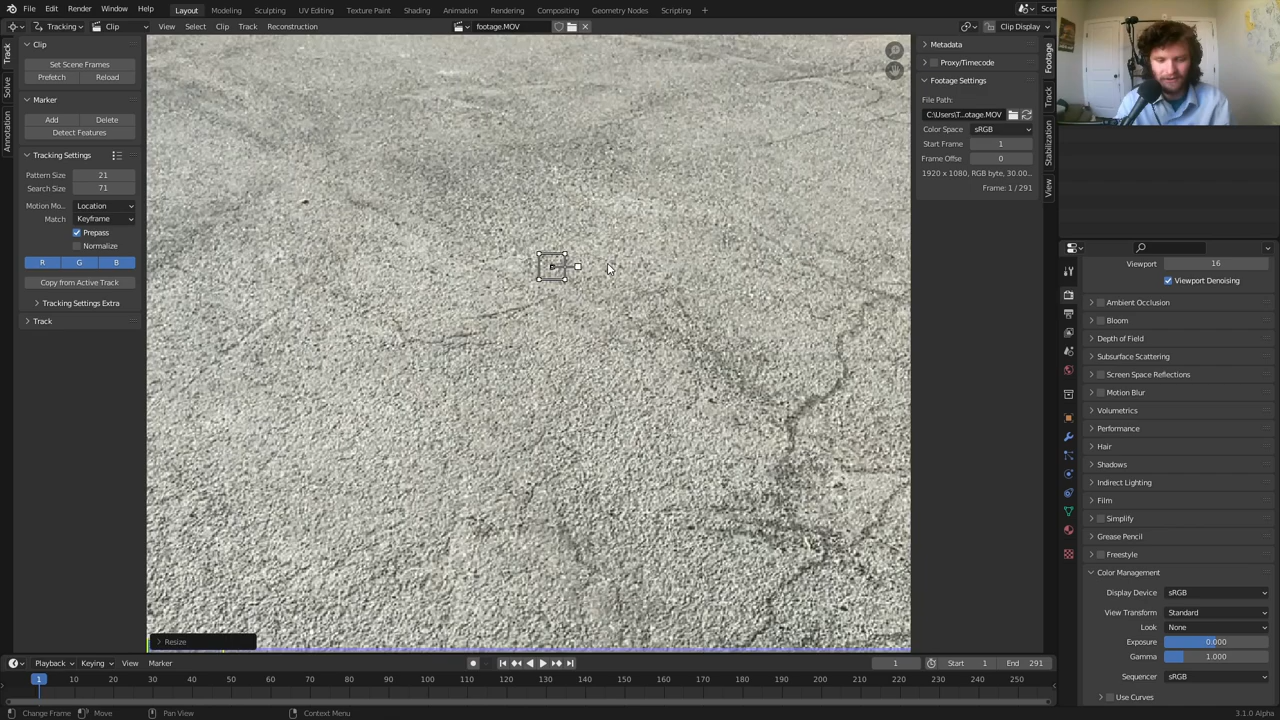 File Edit Render Window Help Layout Modeling Sculpting UV Editing Texture Paint Shading Animation Rendering Compositing Geometry Nodes Scripting + Scen
Tracking Clip View Select Clip Track Reconstruction footage.MOV Clip Display
Track
Solve
Annotation
Clip
Set Scene Frames
Prefetch Reload
Marker
Add Delete
Detect Features
Tracking Settings
Pattern Size 21
Search Size 71
Motion Mo... Location
Match Keyframe
Prepass
Normalize
R G B
Copy from Active Track
Tracking Settings Extra
Track
Resize
Metadata
Proxy/Timecode
Footage Settings
File Path:
C:\Users\T...otage.MOV
Color Space sRGB
Start Frame 1
Frame Offse 0
1920 x 1080, RGB byte, 30.00...
Frame: 1 / 291
Footage
Track
Stabilization
View
Viewport 16
Viewport Denoising
Ambient Occlusion
Bloom
Depth of Field
Subsurface Scattering
Screen Space Reflections
Motion Blur
Volumetrics
Performance
Hair
Shadows
Indirect Lighting
Film
Simplify
Grease Pencil
Freestyle
Color Management
Display Device sRGB
View Transform Standard
Look None
Exposure 0.000
Gamma 1.000
Sequencer sRGB
Use Curves
Playback Keying View Marker 1 Start 1 End 291
1 10 20 30 40 50 60 70 80 90 100 110 120 130 140 150 160 170 180 190 200 210 220 230 240 250
Change Frame Move Pan View Context Menu 3.1.0 Alpha